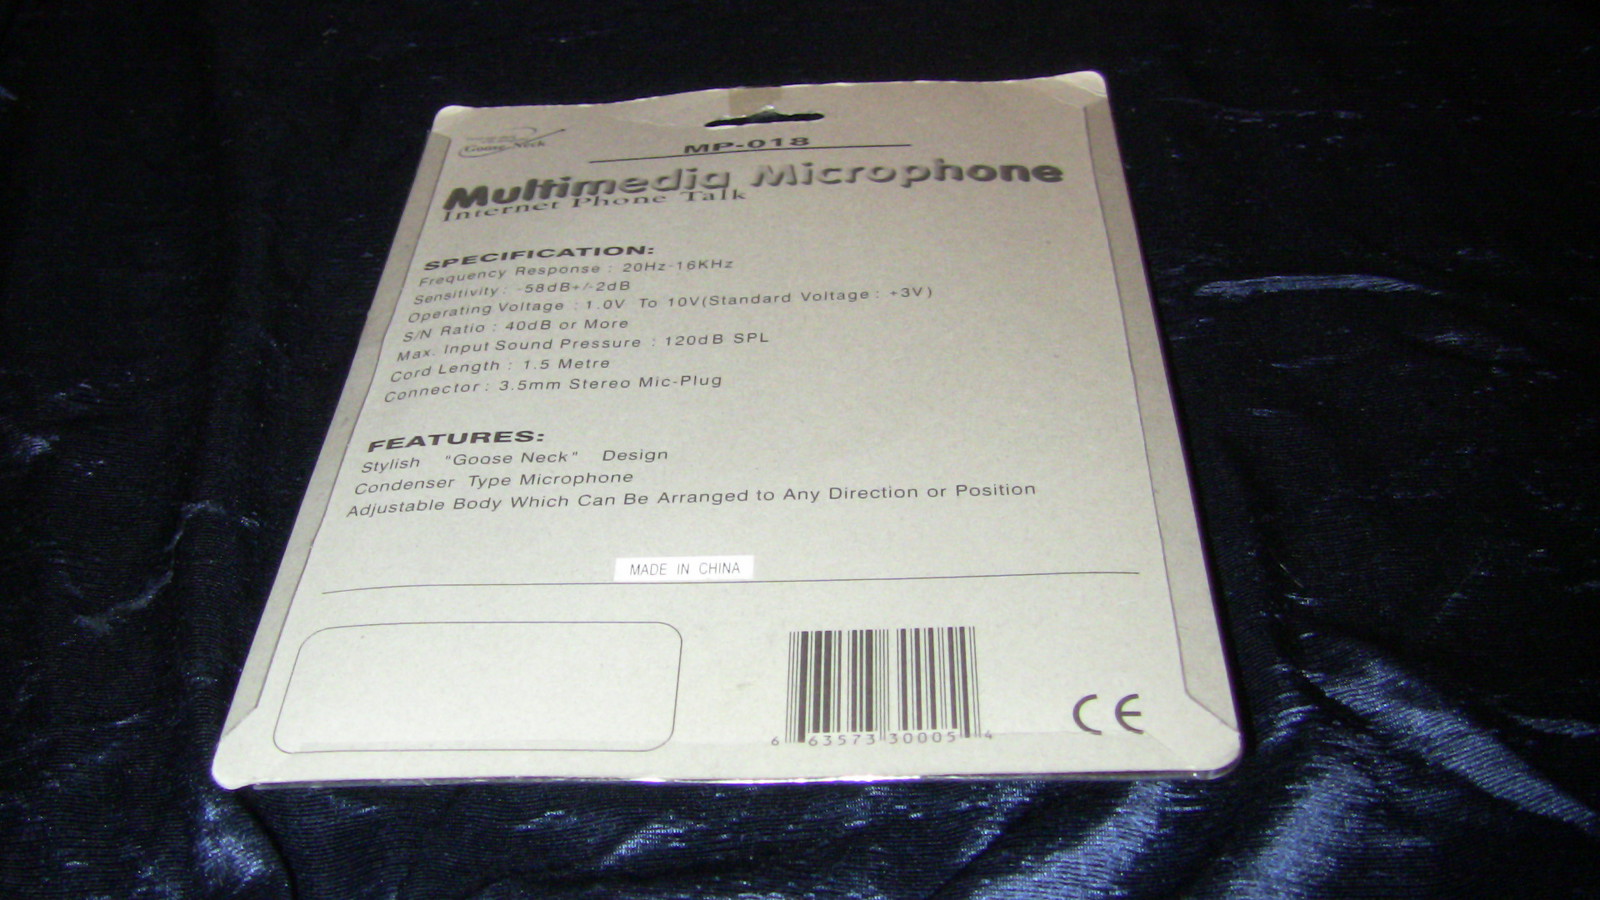 Goose Neck
MP-018
Multimedia Microphone
Internet Phone Talk
SPECIFICATION:
Frequency Response : 20Hz-16KHz
Sensitivity : -58dB+/-2dB
Operating Voltage : 1.0V To 10V(Standard Voltage : +3V)
S/N Ratio : 40dB or More
Max. Input Sound Pressure : 120dB SPL
Cord Length : 1.5 Metre
Connector : 3.5mm Stereo Mic-Plug
FEATURES:
Stylish "Goose Neck" Design
Condenser Type Microphone
Adjustable Body Which Can Be Arranged to Any Direction or Position
MADE IN CHINA
6 63573 30005 4
CE